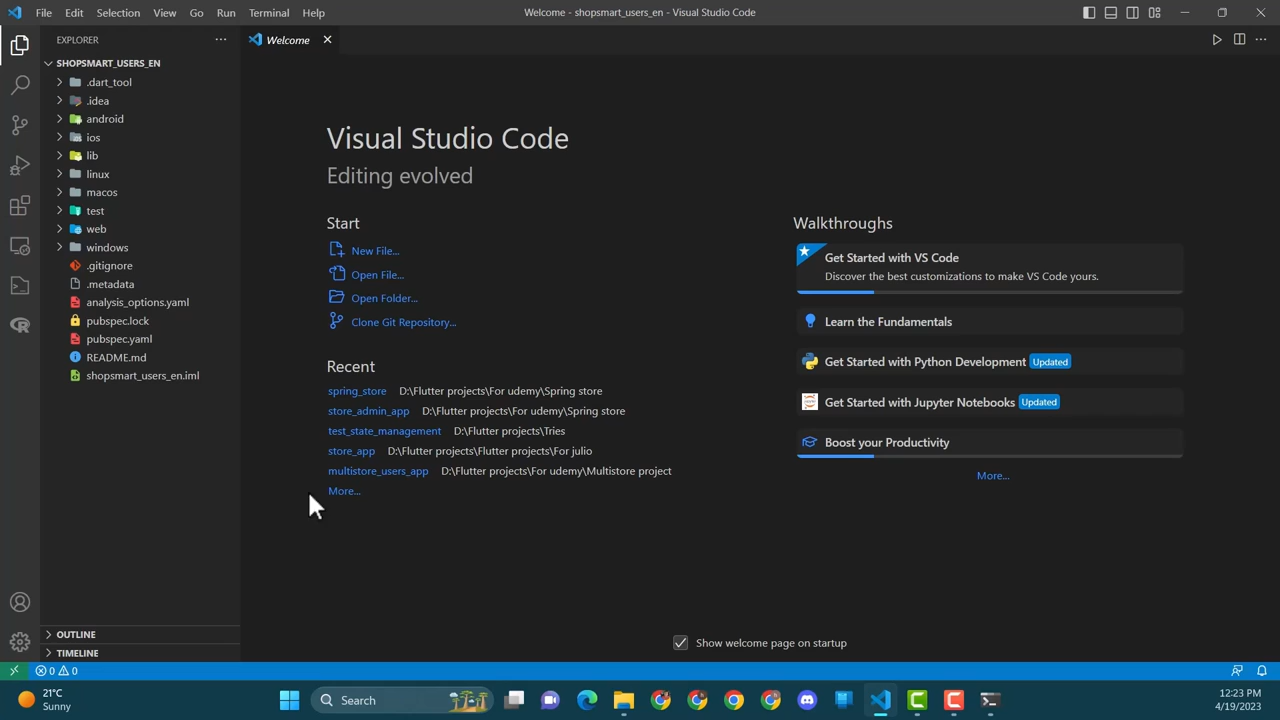 File Edit Selection View Go Run Terminal Help
Welcome - shopsmart_users_en - Visual Studio Code
EXPLORER
Welcome
SHOPSMART_USERS_EN
.dart_tool
.idea
android
ios
lib
linux
macos
test
web
windows
.gitignore
.metadata
analysis_options.yaml
pubspec.lock
pubspec.yaml
README.md
shopsmart_users_en.iml
OUTLINE
TIMELINE
Visual Studio Code
Editing evolved
Start
New File...
Open File...
Open Folder...
Clone Git Repository...
Recent
spring_store D:\Flutter projects\For udemy\Spring store
store_admin_app D:\Flutter projects\For udemy\Spring store
test_state_management D:\Flutter projects\Tries
store_app D:\Flutter projects\Flutter projects\For julio
multistore_users_app D:\Flutter projects\For udemy\Multistore project
More...
Walkthroughs
Get Started with VS Code
Discover the best customizations to make VS Code yours.
Learn the Fundamentals
Get Started with Python Development Updated
Get Started with Jupyter Notebooks Updated
Boost your Productivity
More...
Show welcome page on startup
0 0
21°C
Sunny
Search
12:23 PM
4/19/2023